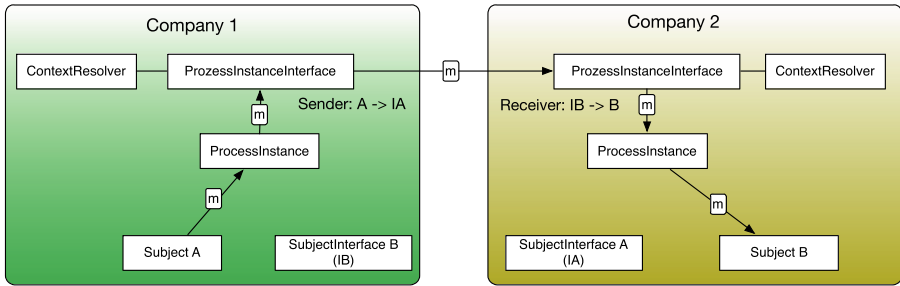 Company 1
ContextResolver
ProzessInstanceInterface
Sender: A -> IA
m
ProcessInstance
m
Subject A
SubjectInterface B
(IB)
m
Company 2
ProzessInstanceInterface
ContextResolver
Receiver: IB -> B
m
ProcessInstance
m
SubjectInterface A
(IA)
Subject B